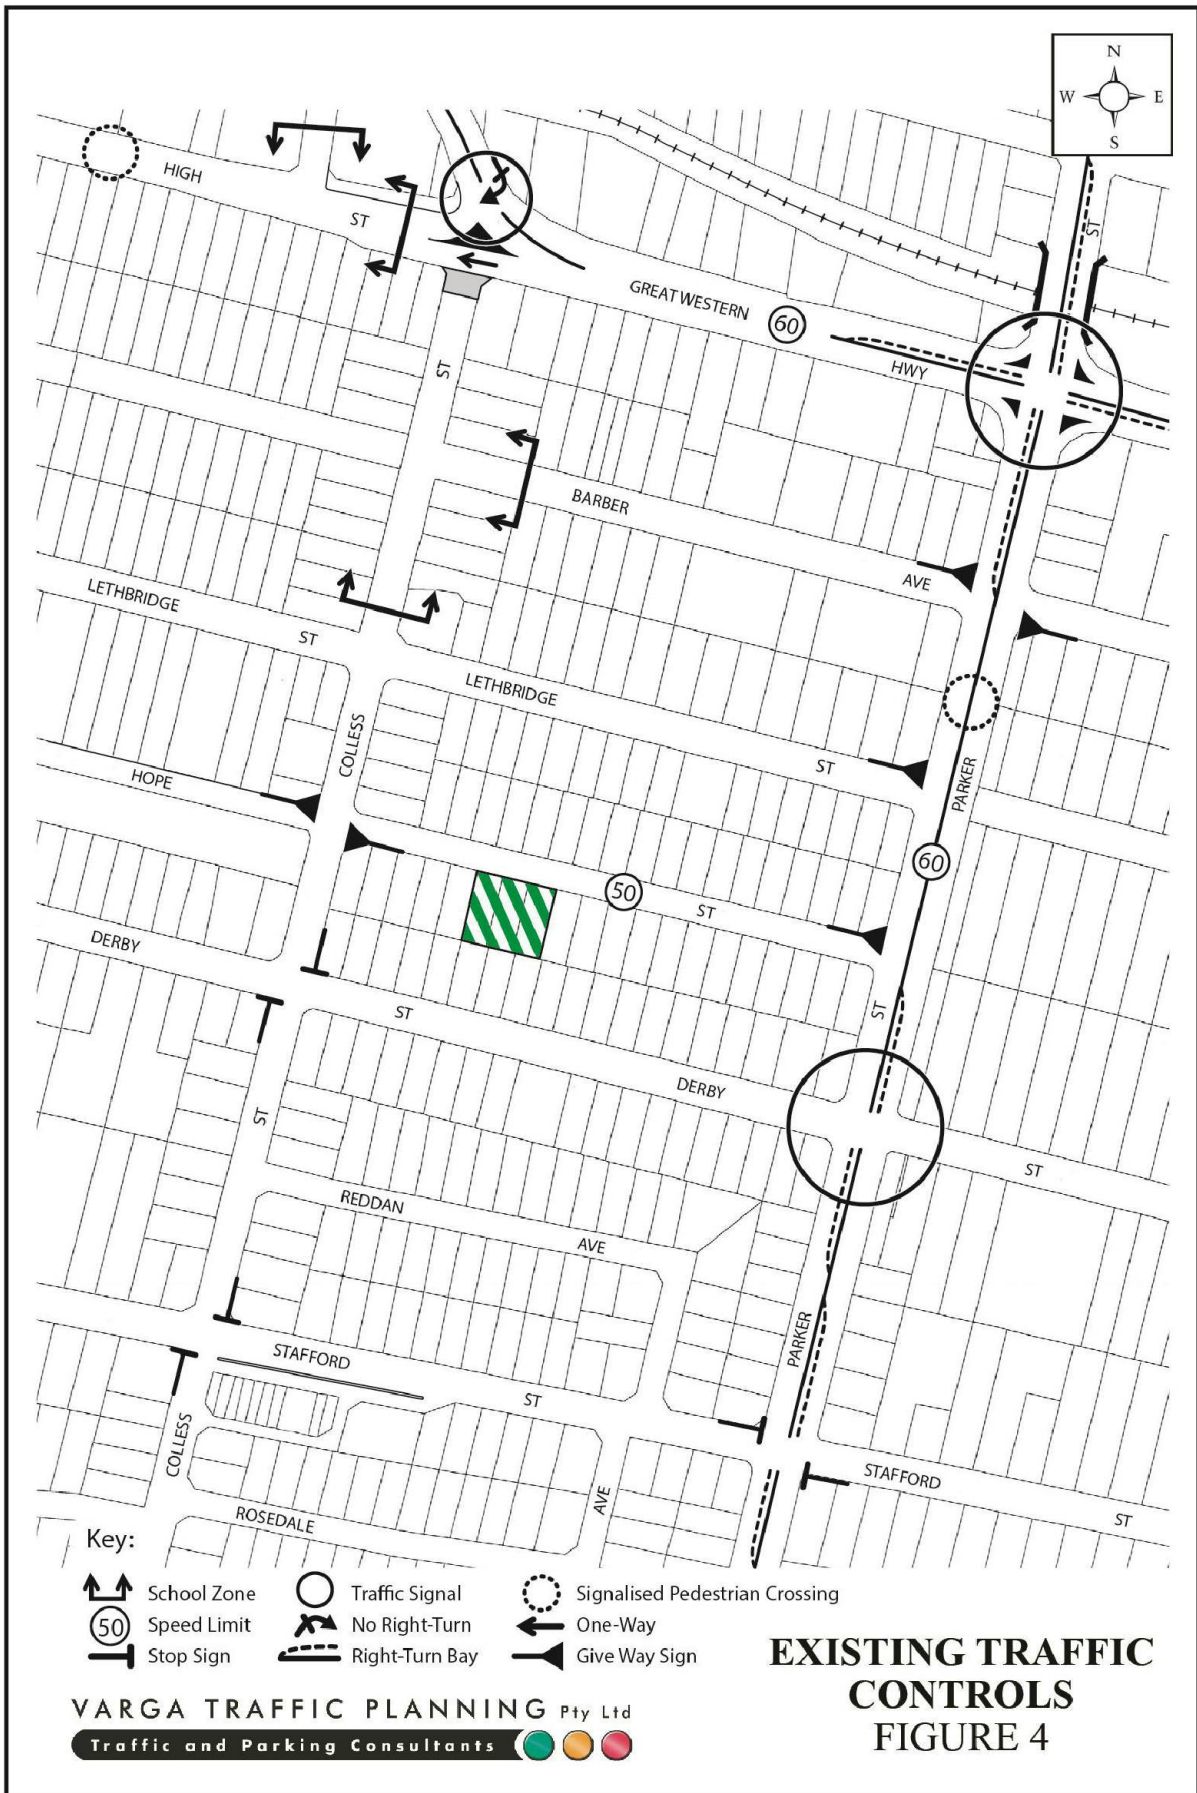 N
W E
S
HIGH
ST
ST
GREAT WESTERN
60
HWY
ST
BARBER
AVE
LETHBRIDGE
ST
LETHBRIDGE
ST
COLLESS
PARKER
HOPE
60
50
ST
DERBY
ST
ST
DERBY
ST
ST
REDDAN
AVE
PARKER
STAFFORD
ST
COLLESS
STAFFORD
ST
AVE
ROSEDALE
Key:
School Zone
Traffic Signal
Signalised Pedestrian Crossing
50
Speed Limit
No Right-Turn
One-Way
Stop Sign
Right-Turn Bay
Give Way Sign
EXISTING TRAFFIC
CONTROLS
FIGURE 4
VARGA TRAFFIC PLANNING Pty Ltd
Traffic and Parking Consultants